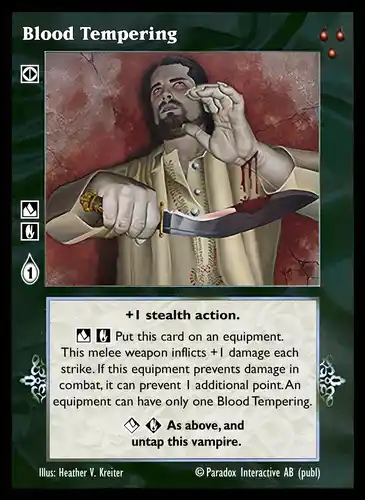 Blood Tempering
1
+1 stealth action.
Put this card on an equipment.
This melee weapon inflicts +1 damage each
strike. If this equipment prevents damage in
combat, it can prevent 1 additional point. An
equipment can have only one Blood Tempering.
As above, and
untap this vampire.
Illus: Heather V. Kreiter © Paradox Interactive AB (publ)